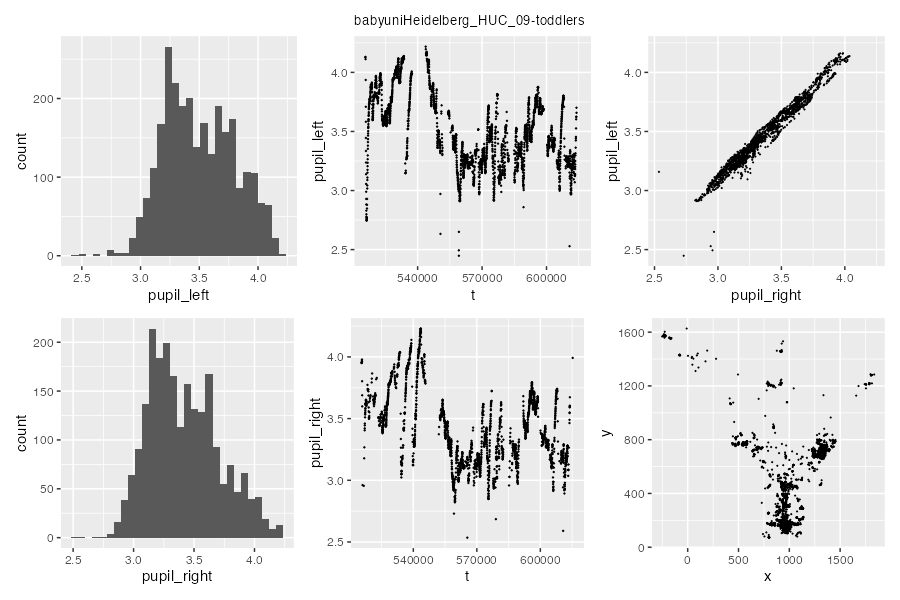 babyuniHeidelberg_HUC_09-toddlers
200
100
0
count
2.5 3.0 3.5 4.0
pupil_left
4.0
3.5
3.0
2.5
pupil_left
540000 570000 600000
t
4.0
3.5
3.0
2.5
pupil_left
2.5 3.0 3.5 4.0
pupil_right
200
150
100
50
0
count
2.5 3.0 3.5 4.0
pupil_right
4.0
3.5
3.0
2.5
pupil_right
540000 570000 600000
t
1600
1200
800
400
0
y
0 500 1000 1500
x